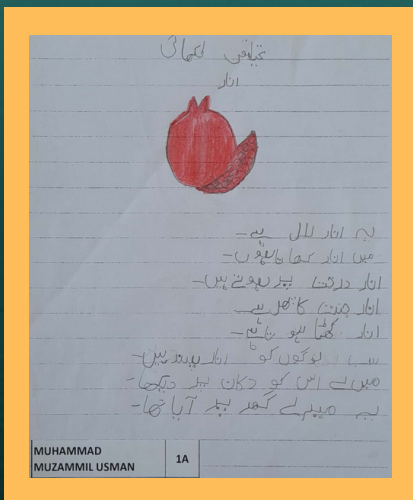 تخلیقی لکھائی
انار
یہ انار لال ہے۔
میں انار کھاتا ہوں۔
انار درخت پر ہوتے ہیں۔
انار جنت کا پھل ہے۔
انار کھٹا ہو تا ہے۔
سب لوگوں کو انار پسند ہیں۔
میں نے اس کو دکان پر دیکھا۔
یہ میرے گھر پر آیا تھا۔
MUHAMMAD
MUZAMMIL USMAN
1A